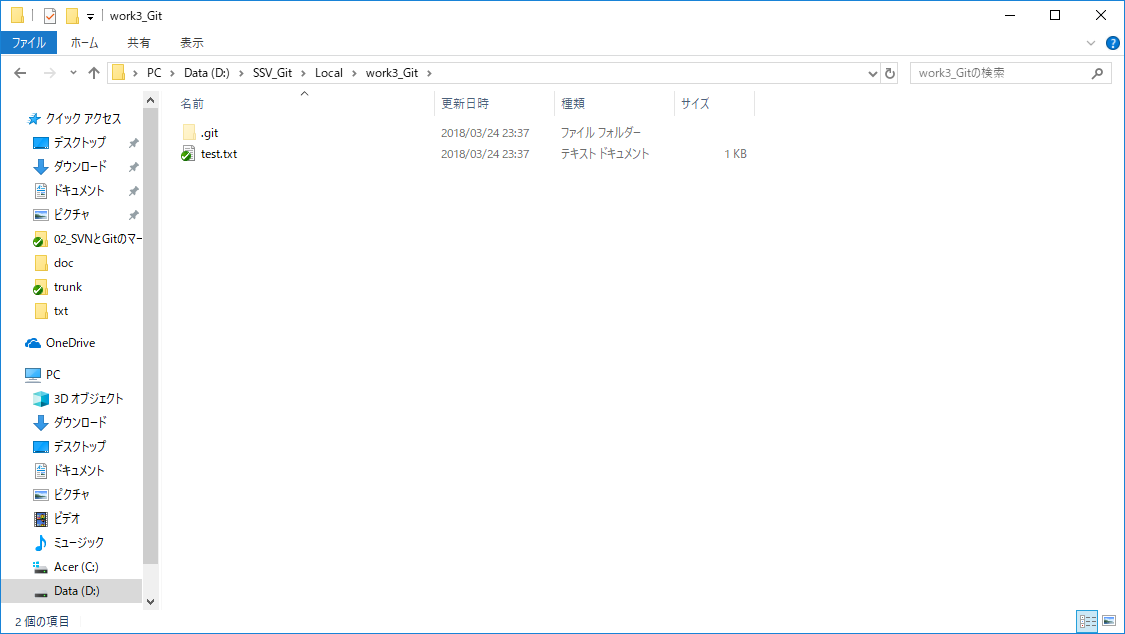 work3_Git
ファイル ホーム 共有 表示
PC Data (D:) SSV_Git Local work3_Git
work3_Gitの検索
クイック アクセス
デスクトップ
ダウンロード
ドキュメント
ピクチャ
02_SVNとGitのマー
doc
trunk
txt
OneDrive
PC
3D オブジェクト
ダウンロード
デスクトップ
ドキュメント
ピクチャ
ビデオ
ミュージック
Acer (C:)
Data (D:)
名前 更新日時 種類 サイズ
.git 2018/03/24 23:37 ファイル フォルダー
test.txt 2018/03/24 23:37 テキスト ドキュメント 1 KB
2 個の項目